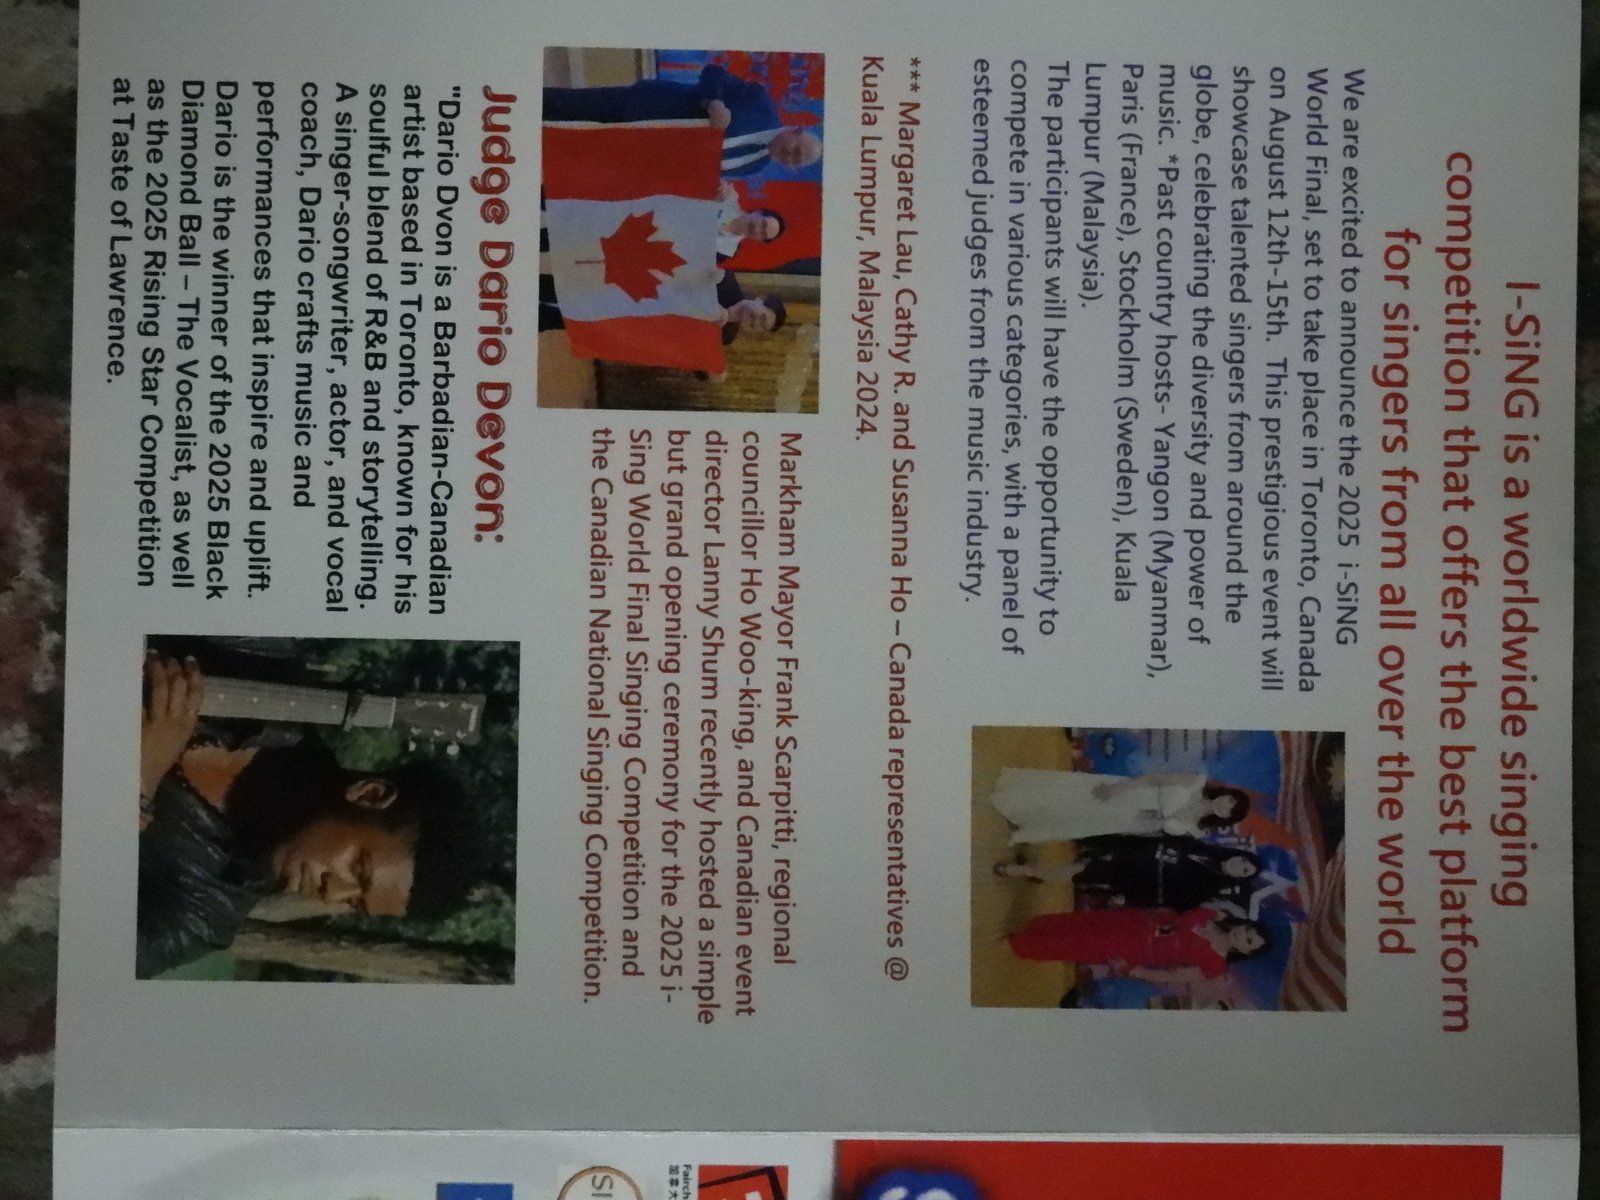 I-SiNG is a worldwide singing
competition that offers the best platform
for singers from all over the world
We are excited to announce the 2025 i-SiNG
World Final, set to take place in Toronto, Canada
on August 12th-15th. This prestigious event will
showcase talented singers from around the
globe, celebrating the diversity and power of
music. *Past country hosts- Yangon (Myanmar),
Paris (France), Stockholm (Sweden), Kuala
Lumpur (Malaysia).
The participants will have the opportunity to
compete in various categories, with a panel of
esteemed judges from the music industry.
*** Margaret Lau, Cathy R. and Susanna Ho – Canada representatives @
Kuala Lumpur, Malaysia 2024.
Markham Mayor Frank Scarpitti, regional
councillor Ho Woo-king, and Canadian event
director Lanny Shum recently hosted a simple
but grand opening ceremony for the 2025 i-
Sing World Final Singing Competition and
the Canadian National Singing Competition.
Judge Dario Devon:
"Dario Dvon is a Barbadian-Canadian
artist based in Toronto, known for his
soulful blend of R&B and storytelling.
A singer-songwriter, actor, and vocal
coach, Dario crafts music and
performances that inspire and uplift.
Dario is the winner of the 2025 Black
Diamond Ball – The Vocalist, as well
as the 2025 Rising Star Competition
at Taste of Lawrence.
Fairch
加拿大
SI